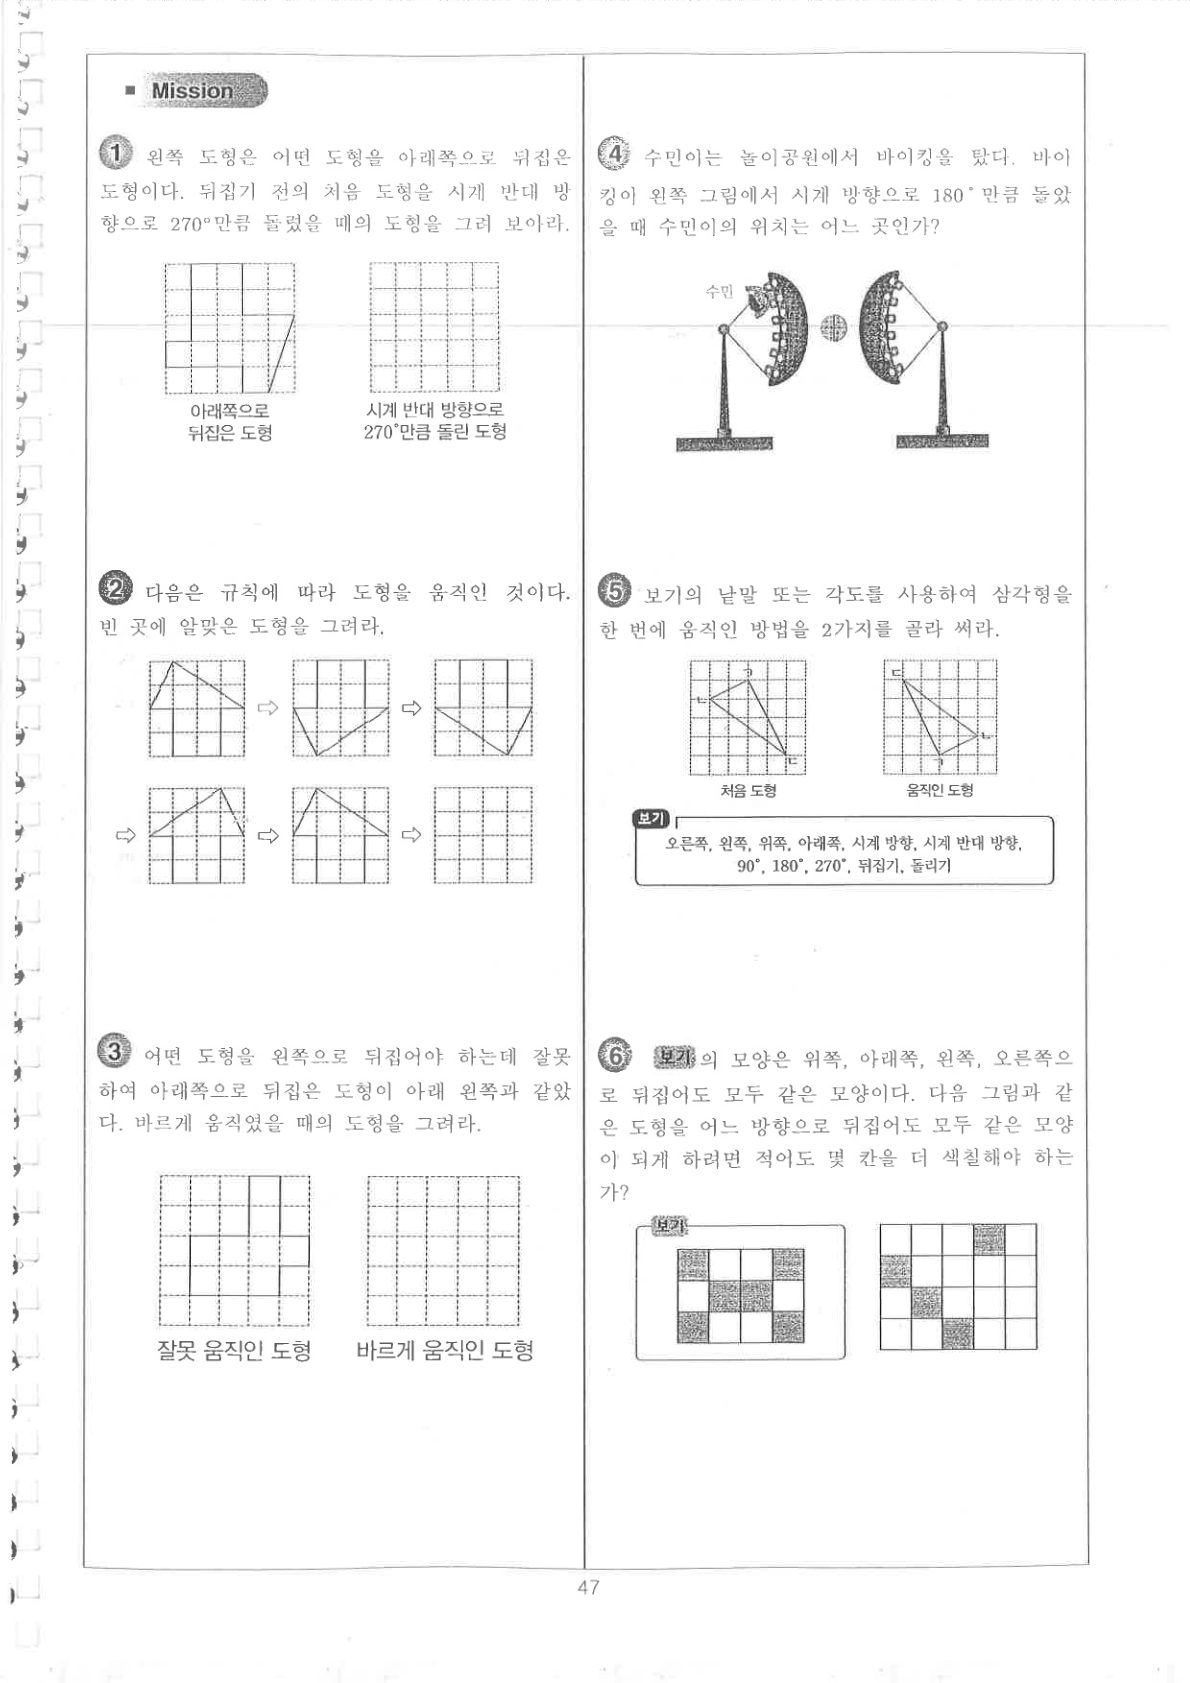 Mission
1 왼쪽 도형은 어떤 도형을 아래쪽으로 뒤집은
도형이다. 뒤집기 전의 처음 도형을 시계 반대 방
향으로 270°만큼 돌렸을 때의 도형을 그려 보아라.
아래쪽으로
뒤집은 도형
시계 반대 방향으로
270°만큼 돌린 도형
2 다음은 규칙에 따라 도형을 움직인 것이다.
빈 곳에 알맞은 도형을 그려라.
3 어떤 도형을 왼쪽으로 뒤집어야 하는데 잘못
하여 아래쪽으로 뒤집은 도형이 아래 왼쪽과 같았
다. 바르게 움직였을 때의 도형을 그려라.
잘못 움직인 도형
바르게 움직인 도형
4 수민이는 놀이공원에서 바이킹을 탔다. 바이
킹이 왼쪽 그림에서 시계 방향으로 180° 만큼 돌았
을 때 수민이의 위치는 어느 곳인가?
수민
5 보기의 낱말 또는 각도를 사용하여 삼각형을
한 번에 움직인 방법을 2가지를 골라 써라.
ㄱ
ㄴ
ㄷ
처음 도형
ㄷ
ㄴ
ㄱ
움직인 도형
보기
오른쪽, 왼쪽, 위쪽, 아래쪽, 시계 방향, 시계 반대 방향,
90°, 180°, 270°, 뒤집기, 돌리기
6 보기의 모양은 위쪽, 아래쪽, 왼쪽, 오른쪽으
로 뒤집어도 모두 같은 모양이다. 다음 그림과 같
은 도형을 어느 방향으로 뒤집어도 모두 같은 모양
이 되게 하려면 적어도 몇 칸을 더 색칠해야 하는
가?
보기
47